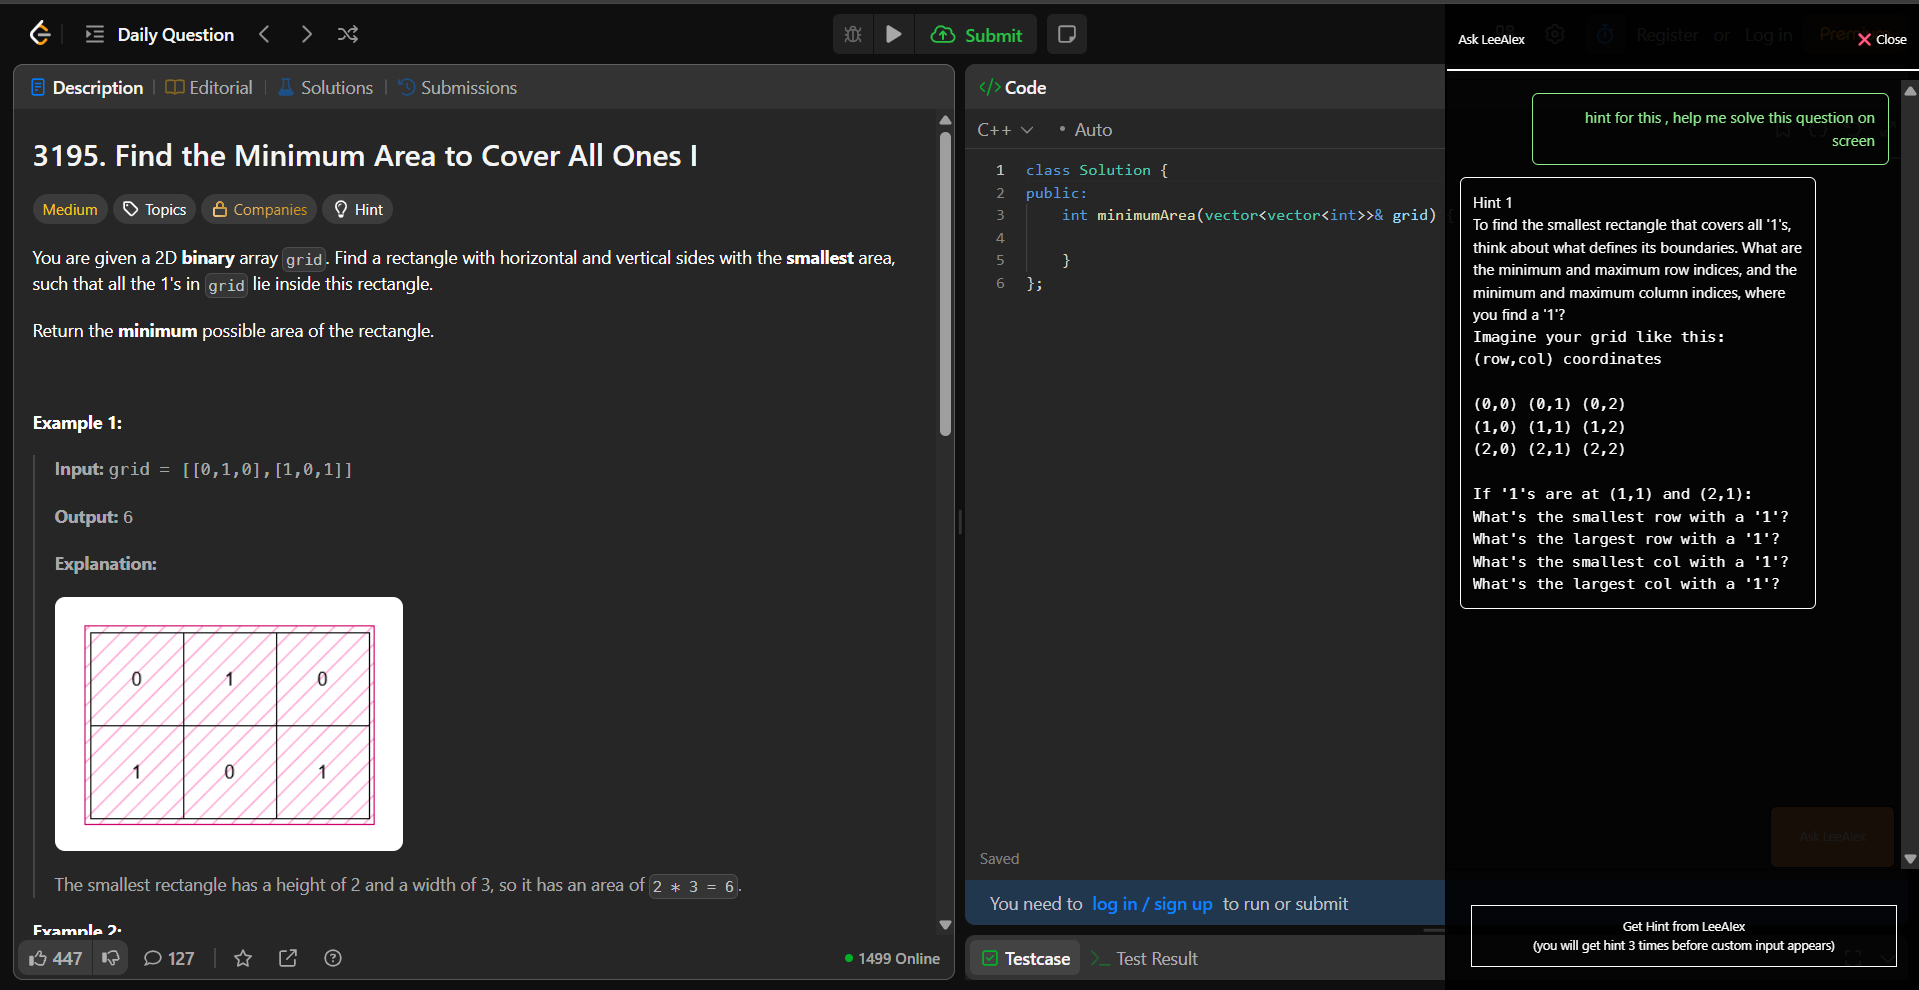 Daily Question
Submit
Ask LeeAlex
Register or Log in
Close
Description
Editorial
Solutions
Submissions
3195. Find the Minimum Area to Cover All Ones I
Medium
Topics
Companies
Hint
You are given a 2D binary array grid. Find a rectangle with horizontal and vertical sides with the smallest area,
such that all the 1's in grid lie inside this rectangle.
Return the minimum possible area of the rectangle.
Example 1:
Input: grid = [[0,1,0],[1,0,1]]
Output: 6
Explanation:
0 1 0
1 0 1
The smallest rectangle has a height of 2 and a width of 3, so it has an area of 2 * 3 = 6.
Example 2:
447
127
1499 Online
</> Code
C++
• Auto
1 class Solution {
2 public:
3 int minimumArea(vector<vector<int>>& grid) {
4
5 }
6 };
Saved
You need to log in / sign up to run or submit
Testcase
Test Result
hint for this , help me solve this question on
screen
Hint 1
To find the smallest rectangle that covers all '1's,
think about what defines its boundaries. What are
the minimum and maximum row indices, and the
minimum and maximum column indices, where
you find a '1'?
Imagine your grid like this:
(row,col) coordinates
(0,0) (0,1) (0,2)
(1,0) (1,1) (1,2)
(2,0) (2,1) (2,2)
If '1's are at (1,1) and (2,1):
What's the smallest row with a '1'?
What's the largest row with a '1'?
What's the smallest col with a '1'?
What's the largest col with a '1'?
Ask LeeAlex
Get Hint from LeeAlex
(you will get hint 3 times before custom input appears)